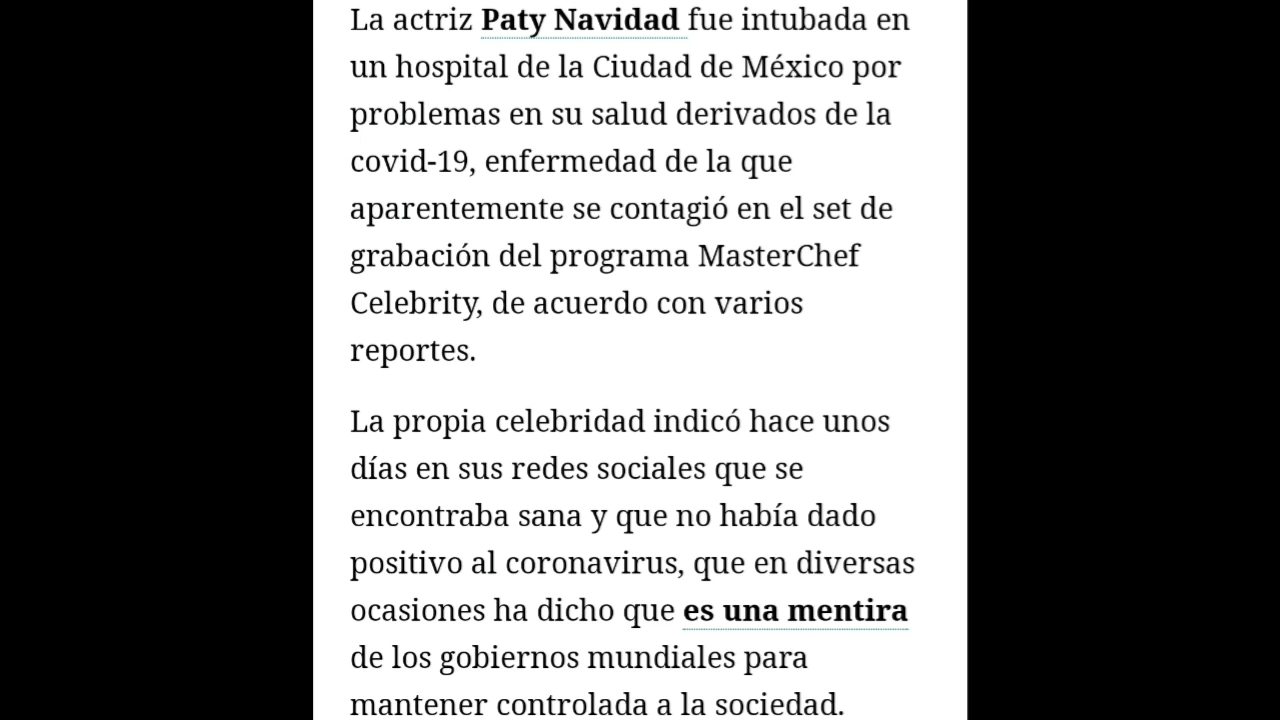 La actriz Paty Navidad fue intubada en
un hospital de la Ciudad de México por
problemas en su salud derivados de la
covid-19, enfermedad de la que
aparentemente se contagió en el set de
grabación del programa MasterChef
Celebrity, de acuerdo con varios
reportes.
La propia celebridad indicó hace unos
días en sus redes sociales que se
encontraba sana y que no había dado
positivo al coronavirus, que en diversas
ocasiones ha dicho que es una mentira
de los gobiernos mundiales para
mantener controlada a la sociedad.